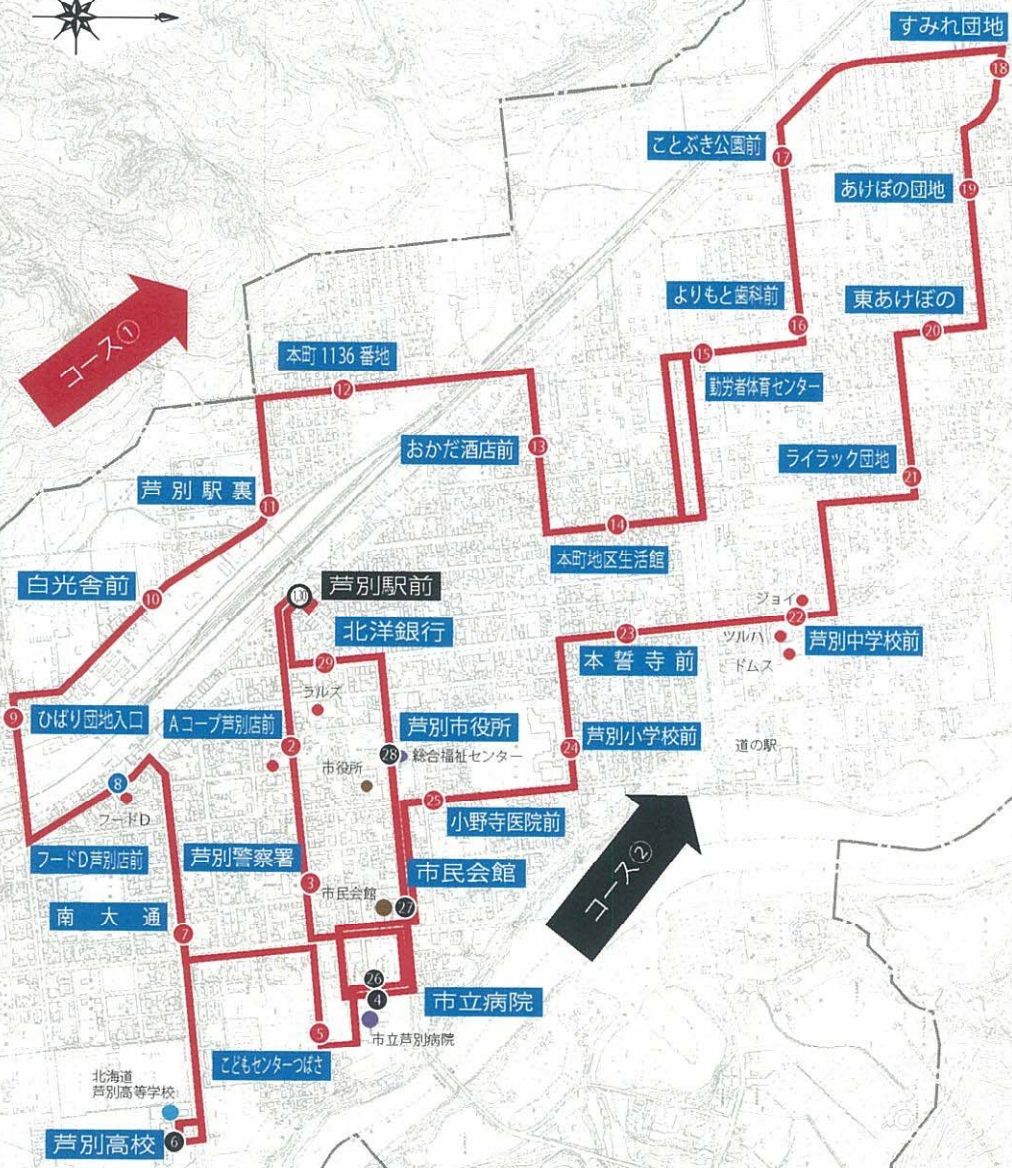 すみれ団地
18
ことぶき公園前
17
あけぼの団地
19
よりもと歯科前
16
東あけぼの
20
コース①
本町 1136 番地
12
15
勤労者体育センター
おかだ酒店前
13
ライラック団地
21
芦別駅裏
11
14
本町地区生活館
白光舎前
10
芦別駅前
北洋銀行
29
ジョイ
22
ツルハ
ドムス
芦別中学校前
23
本誓寺前
ラルズ
9
ひばり団地入口
Aコープ芦別店前
2
芦別市役所
28
総合福祉センター
市役所
芦別小学校前
24
道の駅
8
フードD
25
小野寺医院前
フードD芦別店前
芦別警察署
3
市民会館
市民会館
27
コース②
南大通
7
26
4
市立病院
5
市立芦別病院
こどもセンターつばさ
北海道
芦別高等学校
芦別高校
6